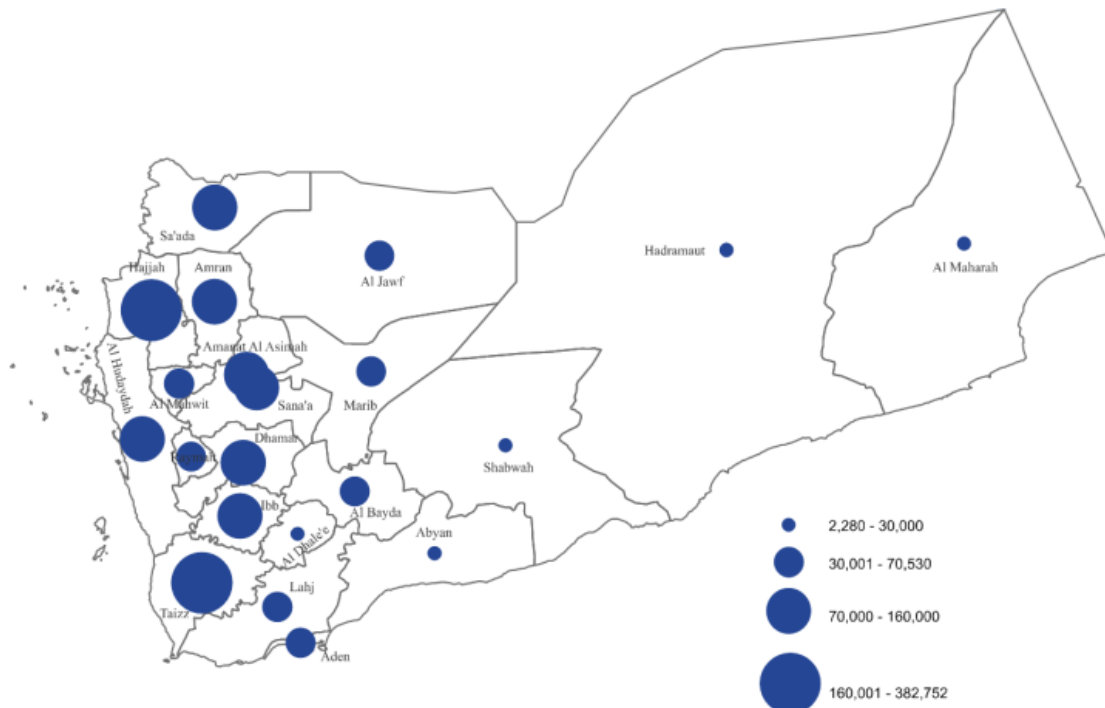 Sa'ada
Hajjah
Amran
Al Jawf
Hadramaut
Al Maharah
Amanat Al Asimah
Al Hudaydah
Al Mahwit
Sana'a
Marib
Dhamar
Raymah
Shabwah
Ibb
Al Bayda
Al Dhale'e
Abyan
Taizz
Lahj
Aden
2,280 - 30,000
30,001 - 70,530
70,000 - 160,000
160,001 - 382,752